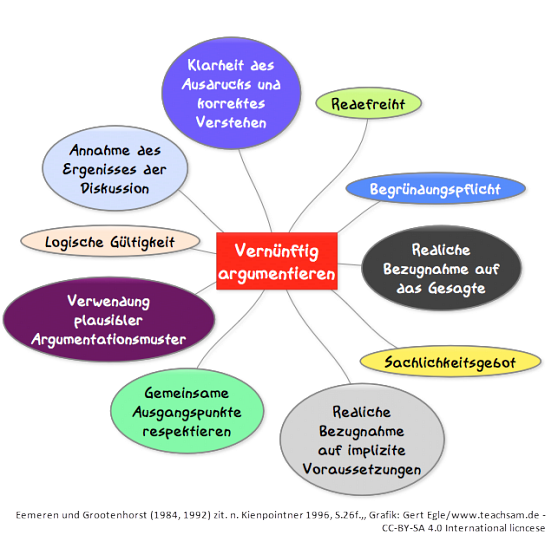 Klarheit des
Ausdrucks und
korrektes
Verstehen
Redefreiht
Begründungspflicht
Redliche
Bezugnahme auf
das Gesagte
Sachlichkeitsgebot
Redliche
Bezugnahme
auf implizite
Voraussetzungen
Gemeinsame
Ausgangspunkte
respektieren
Verwendung
plausibler
Argumentationsmuster
Logische Gültigkeit
Annahme des
Ergenisses der
Diskussion
Vernünftig
argumentieren
Eemeren und Grootenhorst (1984, 1992) zit. n. Kienpointner 1996, S.26f.,, Grafik: Gert Egle/www.teachsam.de -
CC-BY-SA 4.0 International licncese